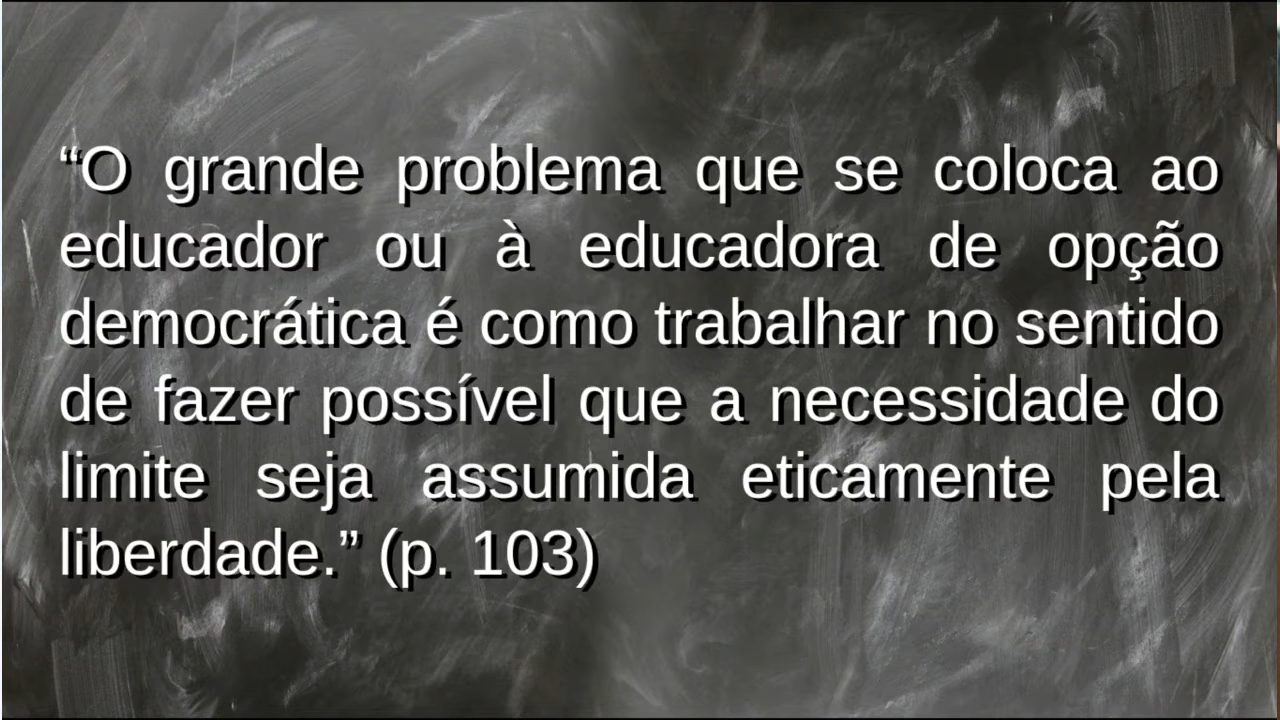 “O grande problema que se coloca ao
educador ou à educadora de opção
democrática é como trabalhar no sentido
de fazer possível que a necessidade do
limite seja assumida eticamente pela
liberdade.” (p. 103)